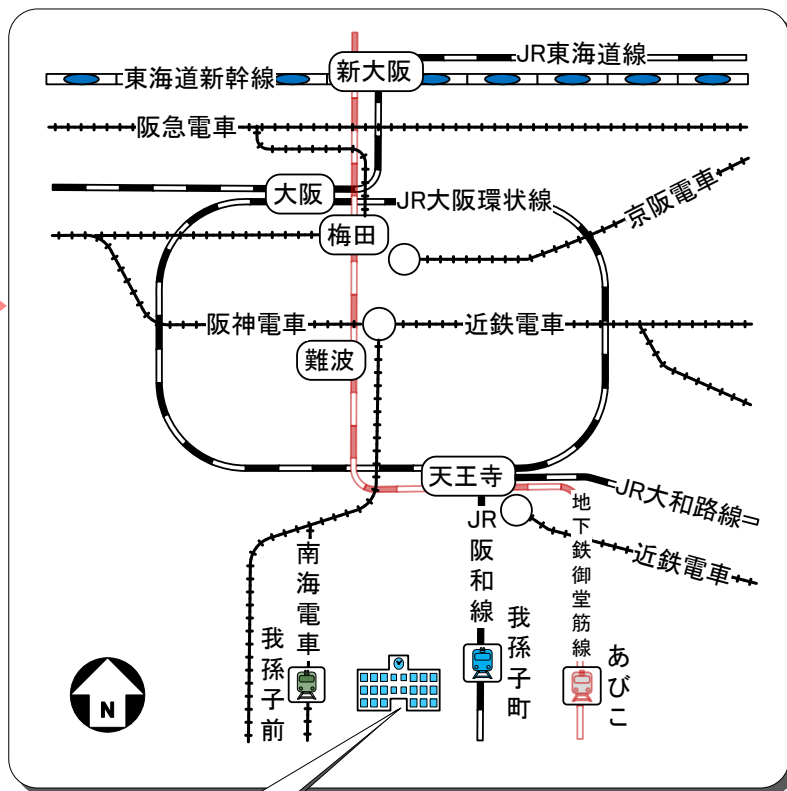 JR東海道線
東海道新幹線
新大阪
阪急電車
大阪
JR大阪環状線
京阪電車
梅田
阪神電車
近鉄電車
難波
天王寺
JR大和路線
JR阪和線
地下鉄御堂筋線
近鉄電車
南海電車
我孫子前
我孫子町
あびこ
N